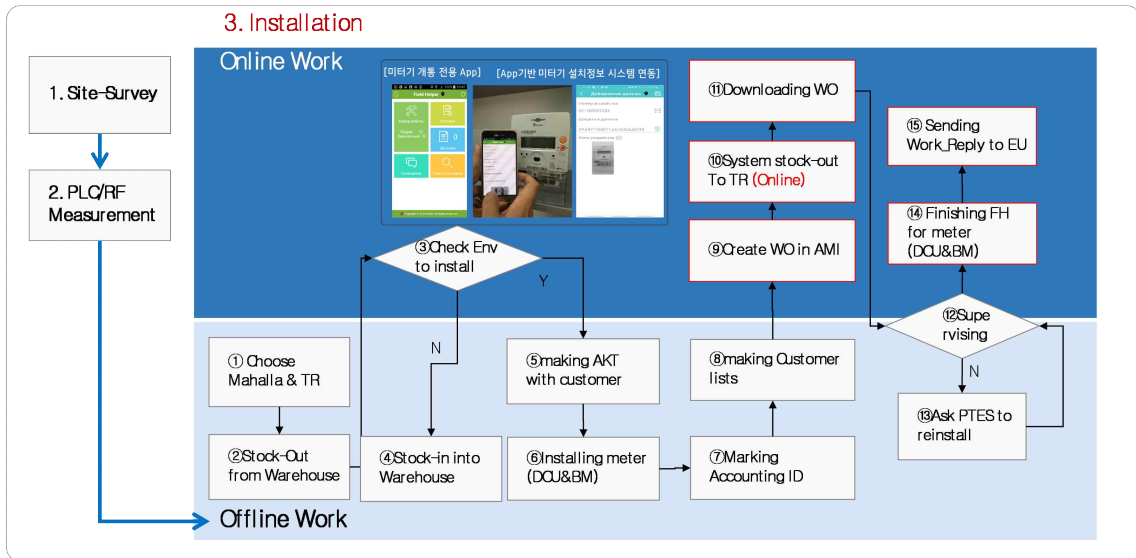 3. Installation
Online Work
1. Site-Survey
2. PLC/RF
Measurement
[미터기 개통 전용 App]
[App기반 미터기 설치정보 시스템 연동]
Field Helper
③Check Env
to install
Y
N
① Choose
Mahalla & TR
②Stock-Out
from Warehouse
④Stock-in into
Warehouse
⑤making AKT
with customer
⑥Installing meter
(DCU&BM)
⑦Marking
Accounting ID
⑧making Customer
lists
⑨Create WO in AMI
⑩System stock-out
To TR (Online)
⑪Downloading WO
⑫Supe
rvising
N
⑬Ask PTES to
reinstall
⑭ Finishing FH
for meter
(DCU&BM)
⑮ Sending
Work_Reply to EU
Offline Work